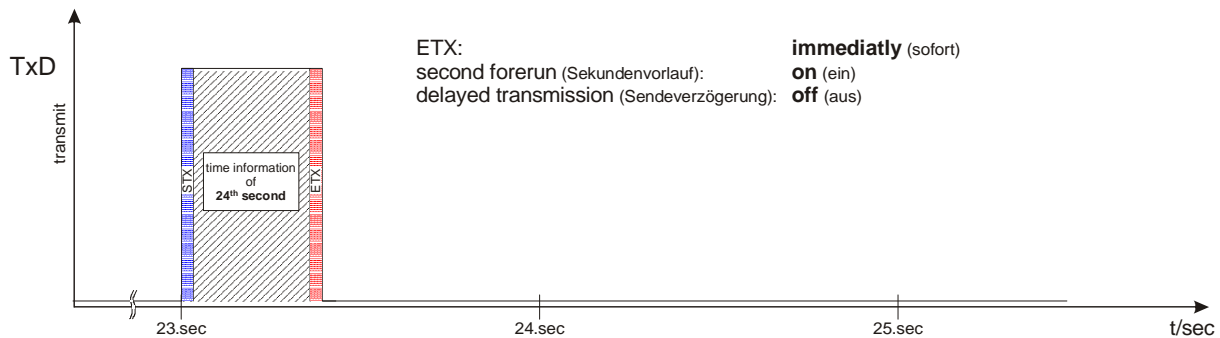 ETX: immediatly (sofort)
TxD second forerun (Sekundenvorlauf): on (ein)
delayed transmission (Sendeverzögerung): off (aus)
transmit
STX
time information
of
24th second
ETX
23.sec 24.sec 25.sec t/sec